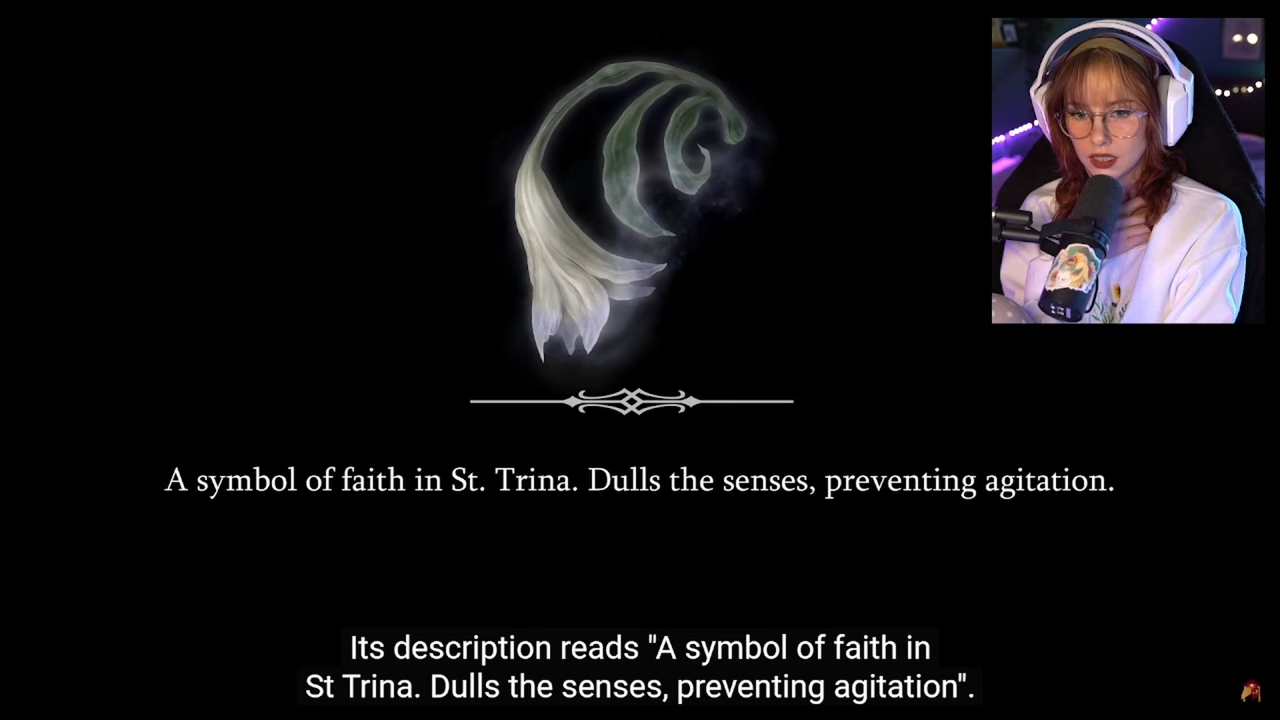 A symbol of faith in St. Trina. Dulls the senses, preventing agitation.
Its description reads "A symbol of faith in
St Trina. Dulls the senses, preventing agitation".